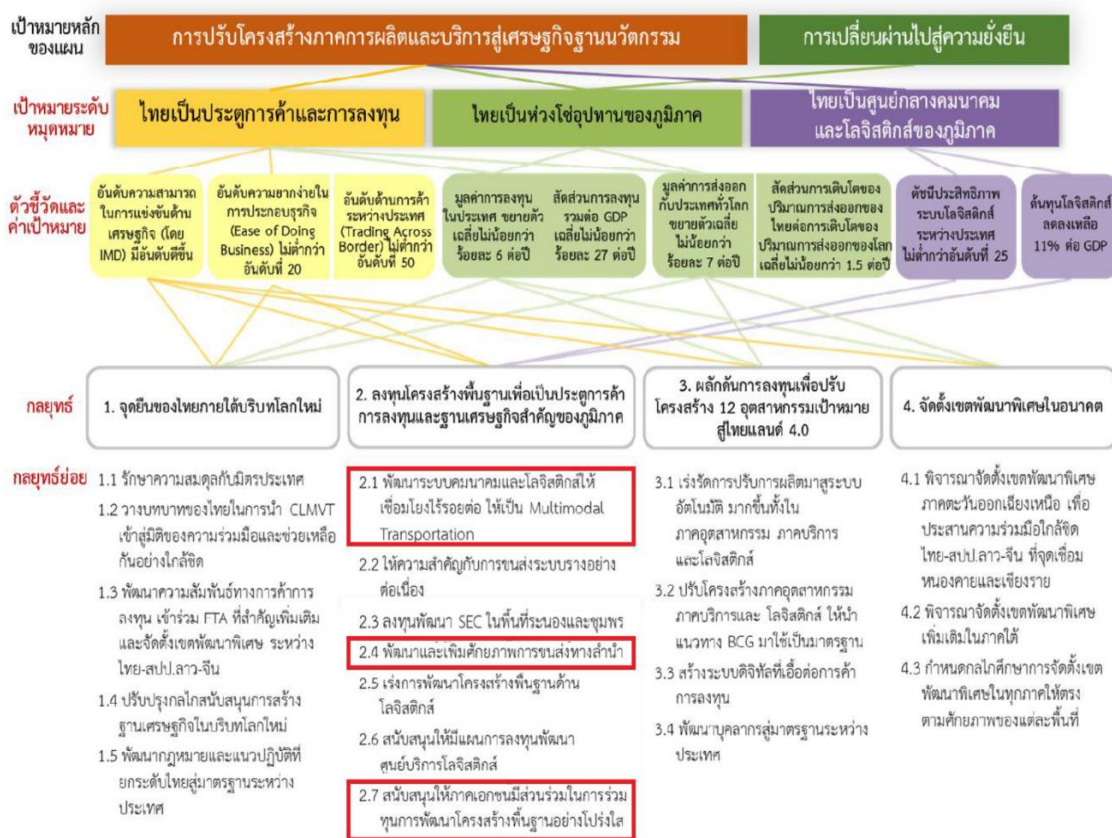 เป้าหมายหลัก
ของแผน
การปรับโครงสร้างภาคการผลิตและบริการสู่เศรษฐกิจฐานนวัตกรรม
การเปลี่ยนผ่านไปสู่ความยั่งยืน
เป้าหมายระดับ
หมุดหมาย
ไทยเป็นประตูการค้าและการลงทุน
ไทยเป็นห่วงโซ่อุปทานของภูมิภาค
ไทยเป็นศูนย์กลางคมนาคม
และโลจิสติกส์ของภูมิภาค
ตัวชี้วัดและ
ค่าเป้าหมาย
อันดับความสามารถ
ในการแข่งขันด้าน
เศรษฐกิจ (โดย
IMD) มีอันดับดีขึ้น
อันดับความยากง่ายใน
การประกอบธุรกิจ
(Ease of Doing
Business) ไม่ต่ำกว่า
อันดับที่ 20
อันดับด้านการค้า
ระหว่างประเทศ
(Trading Across
Border) ไม่ต่ำกว่า
อันดับที่ 50
มูลค่าการลงทุน
ในประเทศ ขยายตัว
เฉลี่ยไม่น้อยกว่า
ร้อยละ 6 ต่อปี
สัดส่วนการลงทุน
รวมต่อ GDP
เฉลี่ยไม่น้อยกว่า
ร้อยละ 27 ต่อปี
มูลค่าการส่งออก
กับประเทศทั่วโลก
ขยายตัวเฉลี่ย
ไม่น้อยกว่า
ร้อยละ 7 ต่อปี
สัดส่วนการเติบโตของ
ปริมาณการส่งออกของ
ไทยต่อการเติบโตของ
ปริมาณการส่งออกของโลก
เฉลี่ยไม่น้อยกว่า 1.5 ต่อปี
ดัชนีประสิทธิภาพ
ระบบโลจิสติกส์
ระหว่างประเทศ
ไม่ต่ำกว่าอันดับที่ 25
ต้นทุนโลจิสติกส์
ลดลงเหลือ
11% ต่อ GDP
กลยุทธ์
1. จุดยืนของไทยภายใต้บริบทโลกใหม่
2. ลงทุนโครงสร้างพื้นฐานเพื่อเป็นประตูการค้า
การลงทุนและฐานเศรษฐกิจสำคัญของภูมิภาค
3. ผลักดันการลงทุนเพื่อปรับ
โครงสร้าง 12 อุตสาหกรรมเป้าหมาย
สู่ไทยแลนด์ 4.0
4. จัดตั้งเขตพัฒนาพิเศษในอนาคต
กลยุทธ์ย่อย
1.1 รักษาความสมดุลกับมิตรประเทศ
1.2 วางบทบาทของไทยในการนำ CLMVT
เข้าสู่มิติของความร่วมมือและช่วยเหลือ
กันอย่างใกล้ชิด
1.3 พัฒนาความสัมพันธ์ทางการค้าการ
ลงทุน เข้าร่วม FTA ที่สำคัญเพิ่มเติม
และจัดตั้งเขตพัฒนาพิเศษ ระหว่าง
ไทย-สปป.ลาว-จีน
1.4 ปรับปรุงกลไกสนับสนุนการสร้าง
ฐานเศรษฐกิจในบริบทโลกใหม่
1.5 พัฒนากฎหมายและแนวปฏิบัติที่
ยกระดับไทยสู่มาตรฐานระหว่าง
ประเทศ
2.1 พัฒนาระบบคมนาคมและโลจิสติกส์ให้
เชื่อมโยงไร้รอยต่อ ให้เป็น Multimodal
Transportation
2.2 ให้ความสำคัญกับการขนส่งระบบรางอย่าง
ต่อเนื่อง
2.3 ลงทุนพัฒนา SEC ในพื้นที่ระนองและชุมพร
2.4 พัฒนาและเพิ่มศักยภาพการขนส่งทางลำน้ำ
2.5 เร่งการพัฒนาโครงสร้างพื้นฐานด้าน
โลจิสติกส์
2.6 สนับสนุนให้มีแผนการลงทุนพัฒนา
ศูนย์บริการโลจิสติกส์
2.7 สนับสนุนให้ภาคเอกชนมีส่วนร่วมในการร่วม
ทุนการพัฒนาโครงสร้างพื้นฐานอย่างโปร่งใส
3.1 เร่งรัดการปรับการผลิตมาสู่ระบบ
อัตโนมัติ มากขึ้นทั้งใน
ภาคอุตสาหกรรม ภาคบริการ
และโลจิสติกส์
3.2 ปรับโครงสร้างภาคอุตสาหกรรม
ภาคบริการและ โลจิสติกส์ ให้นำ
แนวทาง BCG มาใช้เป็นมาตรฐาน
3.3 สร้างระบบดิจิทัลที่เอื้อต่อการค้า
การลงทุน
3.4 พัฒนาบุคลากรสู่มาตรฐานระหว่าง
ประเทศ
4.1 พิจารณาจัดตั้งเขตพัฒนาพิเศษ
ภาคตะวันออกเฉียงเหนือ เพื่อ
ประสานความร่วมมือใกล้ชิด
ไทย-สปป.ลาว-จีน ที่จุดเชื่อม
หนองคายและเชียงราย
4.2 พิจารณาจัดตั้งเขตพัฒนาพิเศษ
เพิ่มเติมในภาคใต้
4.3 กำหนดกลไกศึกษาการจัดตั้งเขต
พัฒนาพิเศษในทุกภาคให้ตรง
ตามศักยภาพของแต่ละพื้นที่